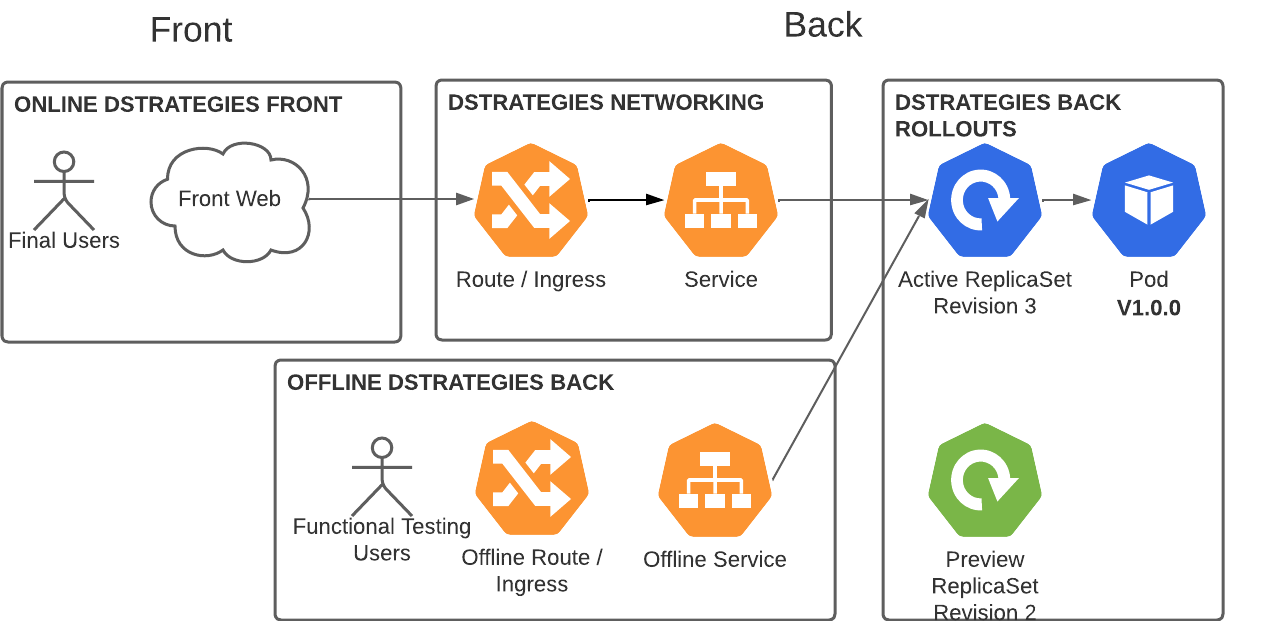 Front
Back
ONLINE DSTRATEGIES FRONT
Final Users
Front Web
DSTRATEGIES NETWORKING
Route / Ingress
Service
DSTRATEGIES BACK
ROLLOUTS
Active ReplicaSet
Revision 3
Pod
V1.0.0
OFFLINE DSTRATEGIES BACK
Functional Testing
Users
Offline Route /
Ingress
Offline Service
Preview
ReplicaSet
Revision 2